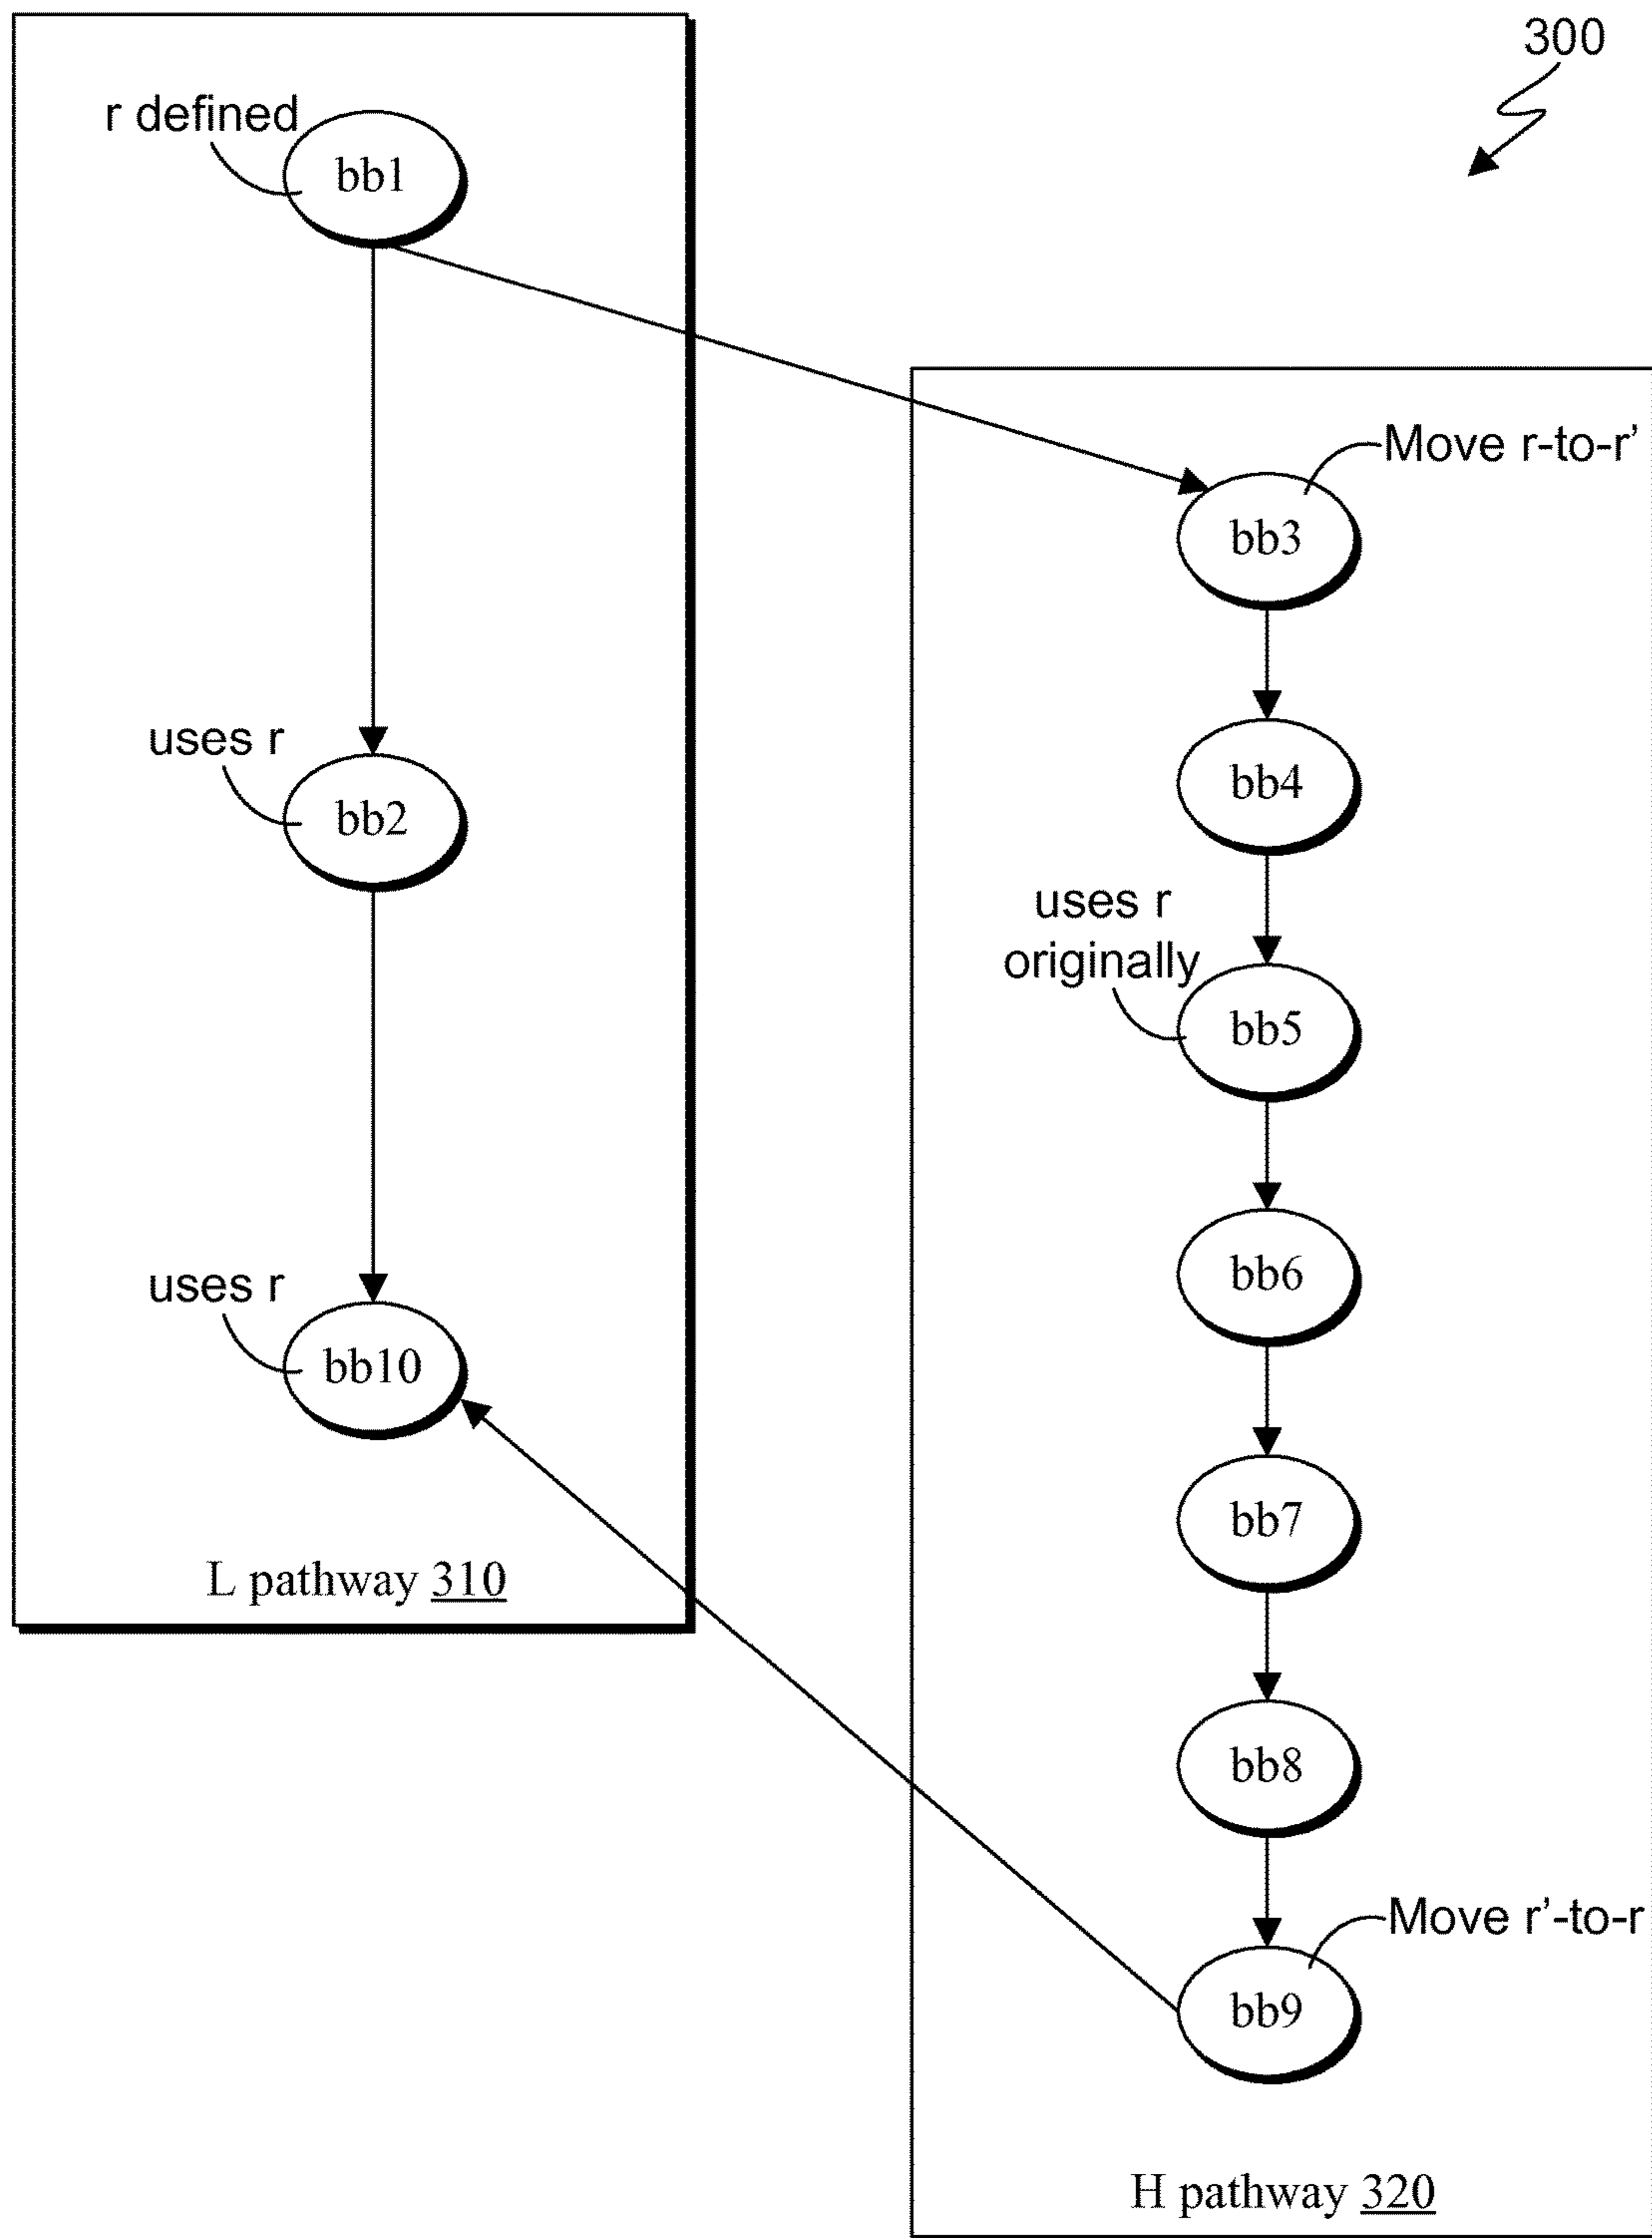 300
r defined
bb1
Move r-to-r’
bb3
uses r
bb2
bb4
uses r
originally
bb5
uses r
bb10
bb6
bb7
L pathway 310
bb8
Move r’-to-r
bb9
H pathway 320